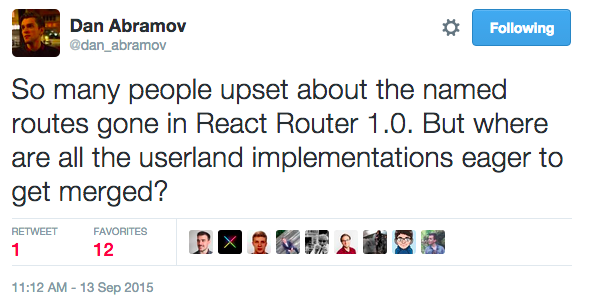 Dan Abramov
@dan_abramov
Following
So many people upset about the named
routes gone in React Router 1.0. But where
are all the userland implementations eager to
get merged?
RETWEET
FAVORITES
1
12
11:12 AM - 13 Sep 2015